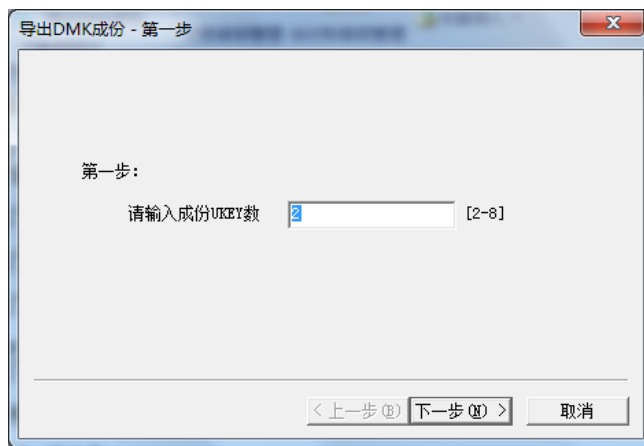 导出DMK成份 - 第一步
第一步:
请输入成份UKEY数 2 [2-8]
< 上一步(B) 下一步(N) > 取消